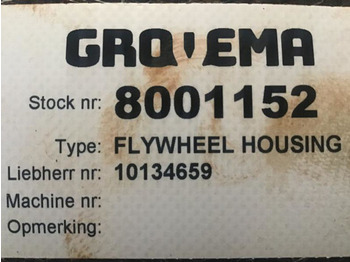 GROVEMA
Stock nr: 8001152
Type: FLYWHEEL HOUSING
Liebherr nr: 10134659
Machine nr:
Opmerking: